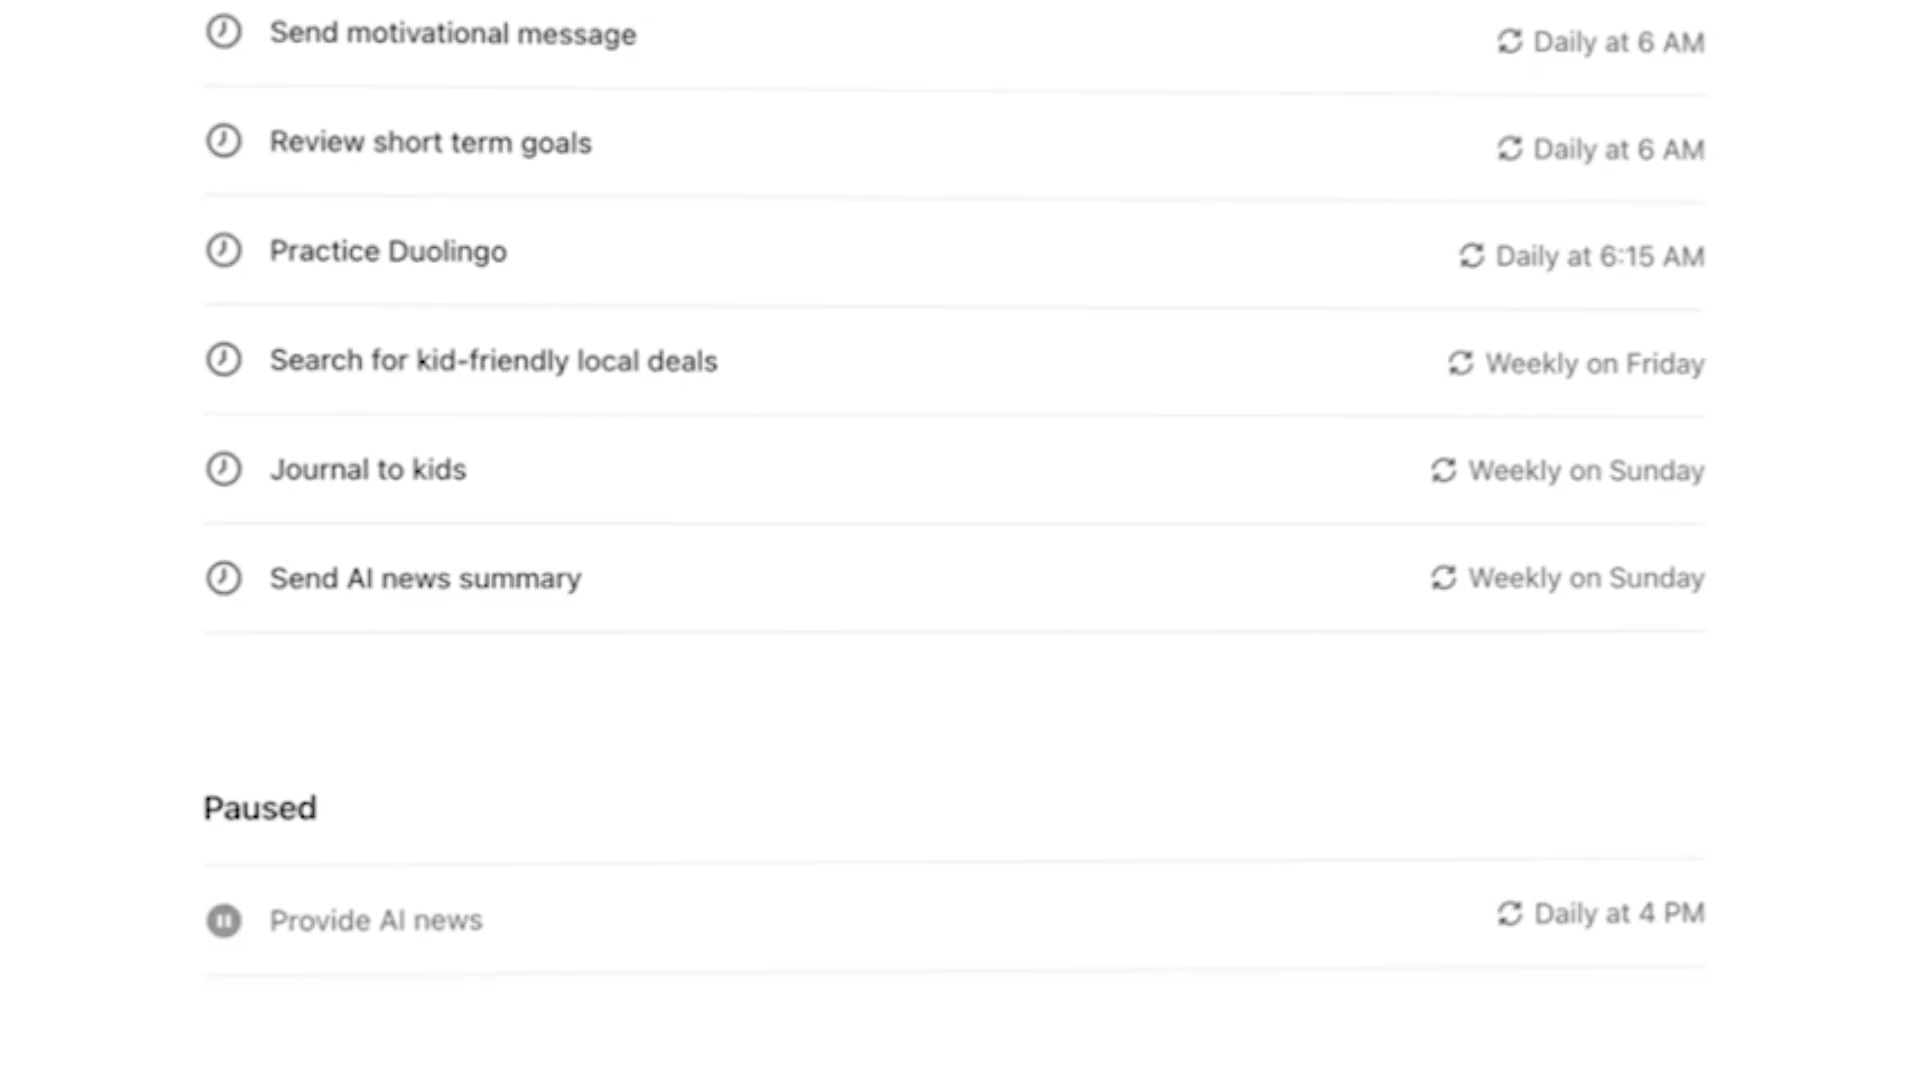 Send motivational message
Daily at 6 AM
Review short term goals
Daily at 6 AM
Practice Duolingo
Daily at 6:15 AM
Search for kid-friendly local deals
Weekly on Friday
Journal to kids
Weekly on Sunday
Send AI news summary
Weekly on Sunday
Paused
Provide AI news
Daily at 4 PM